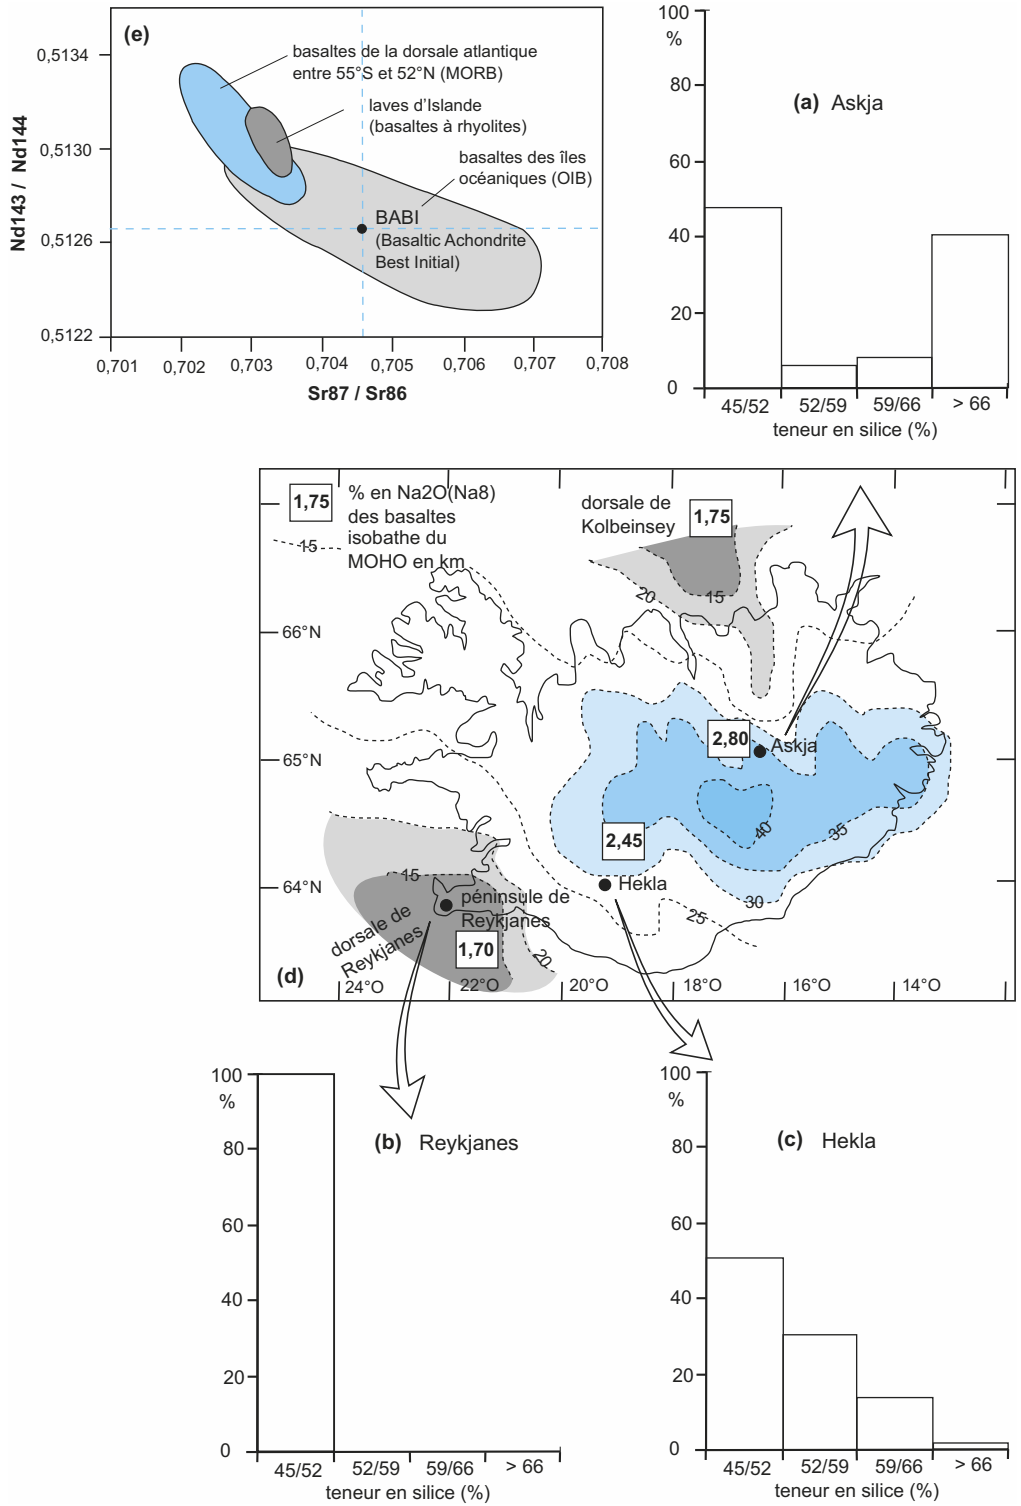 (e)
0,5134
0,5130
0,5126
0,5122
Nd143 / Nd144
basaltes de la dorsale atlantique
entre 55°S et 52°N (MORB)
laves d'Islande
(basaltes à rhyolites)
basaltes des îles
océaniques (OIB)
BABI
(Basaltic Achondrite
Best Initial)
0,701
0,702
0,703
0,704
0,705
0,706
0,707
0,708
Sr87 / Sr86
100
%
80
60
40
20
0
(a) Askja
45/52
52/59
59/66
> 66
teneur en silice (%)
1,75
% en Na2O(Na8)
des basaltes
15
isobathe du
MOHO en km
dorsale de
Kolbeinsey
1,75
20
15
66°N
65°N
64°N
2,80
Askja
40
35
2,45
Hekla
30
25
15
péninsule de
Reykjanes
dorsale de
Reykjanes
1,70
20
(d)
24°O
22°O
20°O
18°O
16°O
14°O
100
%
80
60
40
20
0
(b) Reykjanes
45/52
52/59
59/66
> 66
teneur en silice (%)
100
%
80
60
40
20
0
(c) Hekla
45/52
52/59
59/66
> 66
teneur en silice (%)